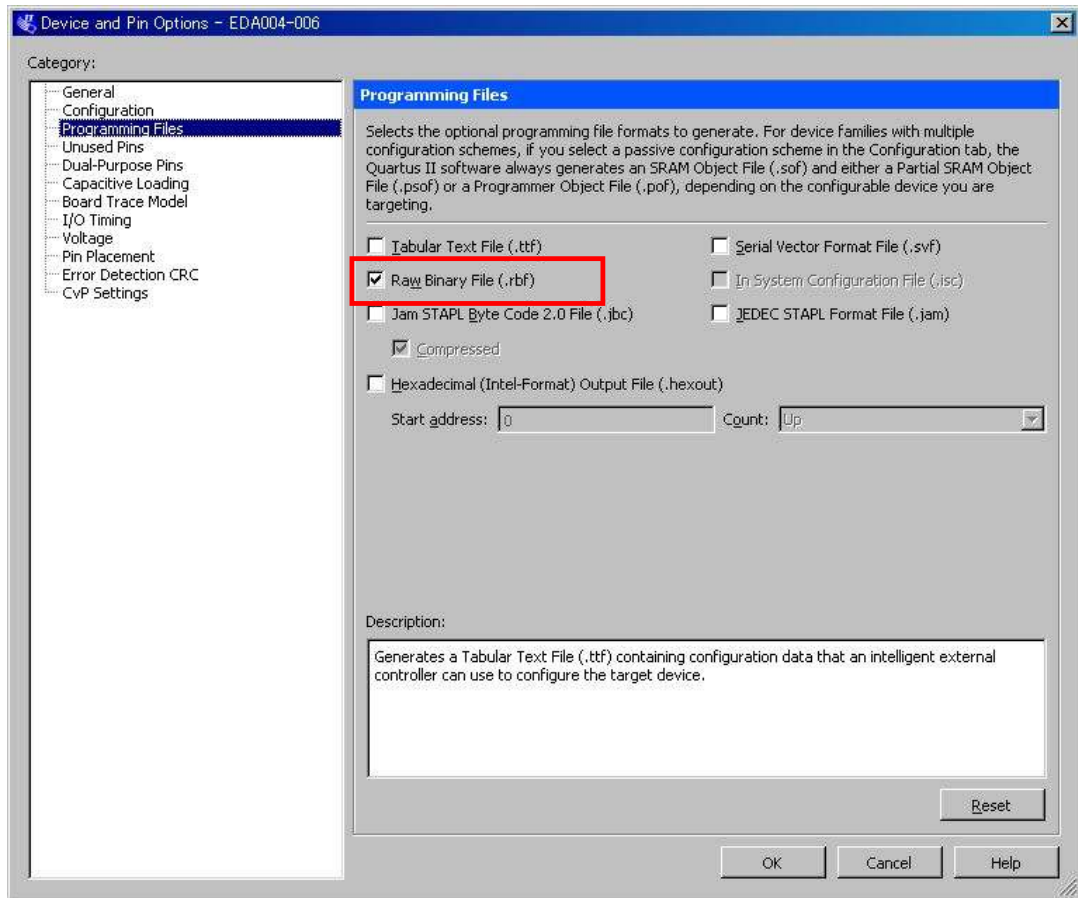 Device and Pin Options - EDA004-006
Category:
General
Configuration
Programming Files
Unused Pins
Dual-Purpose Pins
Capacitive Loading
Board Trace Model
I/O Timing
Voltage
Pin Placement
Error Detection CRC
CvP Settings
Programming Files
Selects the optional programming file formats to generate. For device families with multiple
configuration schemes, if you select a passive configuration scheme in the Configuration tab, the
Quartus II software always generates an SRAM Object File (.sof) and either a Partial SRAM Object
File (.psof) or a Programmer Object File (.pof), depending on the configurable device you are
targeting.
Tabular Text File (.ttf)
Serial Vector Format File (.svf)
Raw Binary File (.rbf)
In System Configuration File (.isc)
Jam STAPL Byte Code 2.0 File (.jbc)
JEDEC STAPL Format File (.jam)
Compressed
Hexadecimal (Intel-Format) Output File (.hexout)
Start address: 0
Count: Up
Description:
Generates a Tabular Text File (.ttf) containing configuration data that an intelligent external
controller can use to configure the target device.
Reset
OK
Cancel
Help